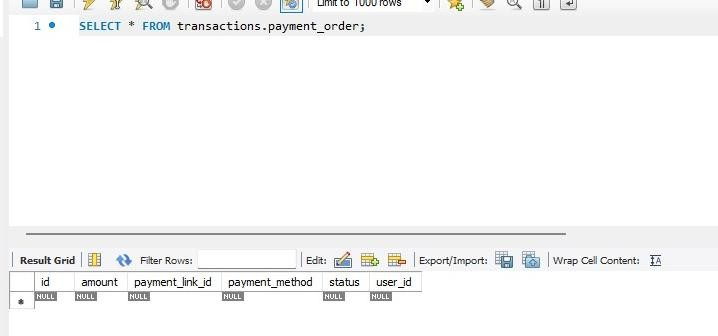 Limit to 1000 rows
1 SELECT * FROM transactions.payment_order;
Result Grid Filter Rows: Edit: Export/Import: Wrap Cell Content:
id amount payment_link_id payment_method status user_id
NULL NULL NULL NULL NULL NULL